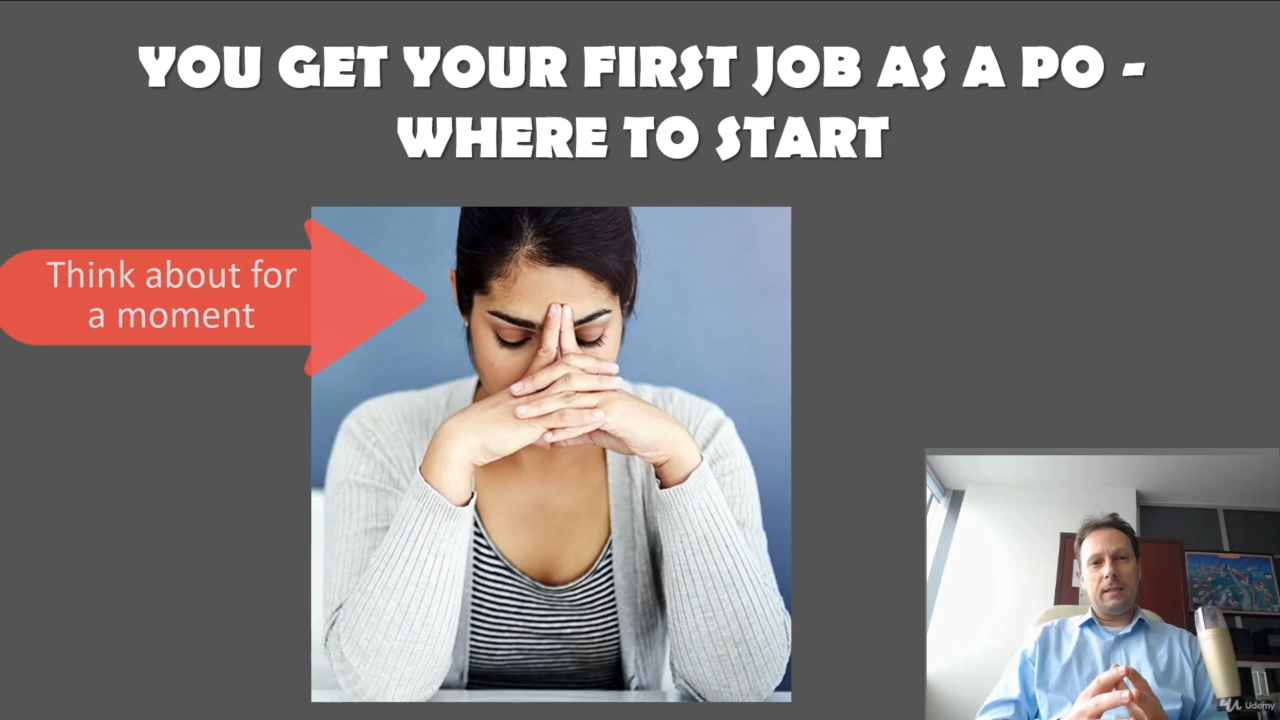 YOU GET YOUR FIRST JOB AS A PO -
WHERE TO START
Think about for
a moment
Udemy